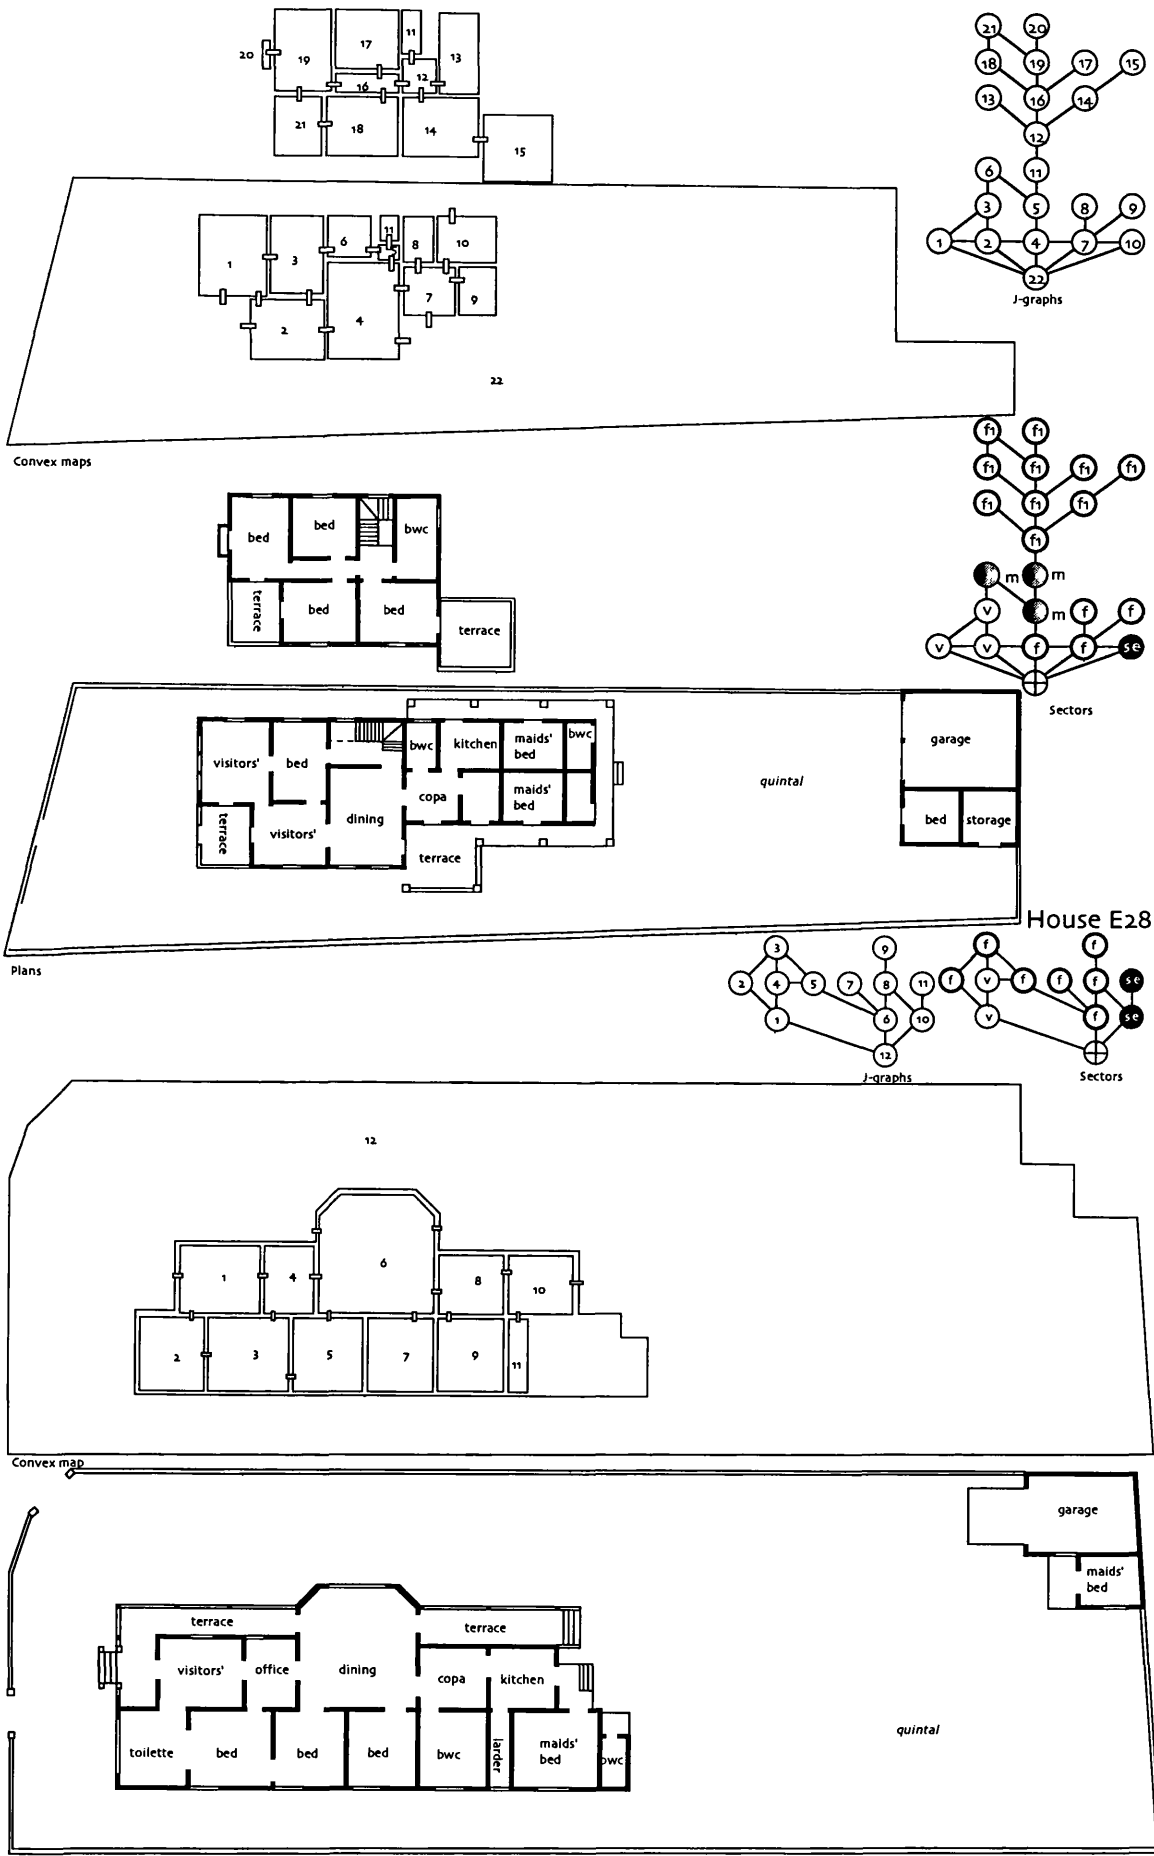 11
17
13
20
19
12
16
21
18
14
15
21
20
18
19
17
15
13
16
14
12
6
11
3
5
8
9
1
2
4
7
10
22
J-graphs
11
6
8
10
1
3
7
9
2
4
22
Convex maps
f1
f1
f1
f1
f1
f1
f1
f1
f1
f1
m
m
v
m
f
f
v
v
f
f
se
Sectors
bed
bed
bwc
terrace
bed
bed
terrace
visitors'
bed
bwc
kitchen
maids'
bed
bwc
copa
maids'
bed
terrace
visitors'
dining
terrace
quintal
garage
bed
storage
Plans
House E28
3
9
2
4
5
7
8
11
1
6
10
12
J-graphs
f
f
f
v
f
f
f
se
v
f
se
Sectors
12
6
1
4
8
10
2
3
5
7
9
11
Convex map
garage
maids'
bed
terrace
terrace
visitors'
office
dining
copa
kitchen
toilette
bed
bed
bed
bwc
larder
maids'
bed
bwc
quintal